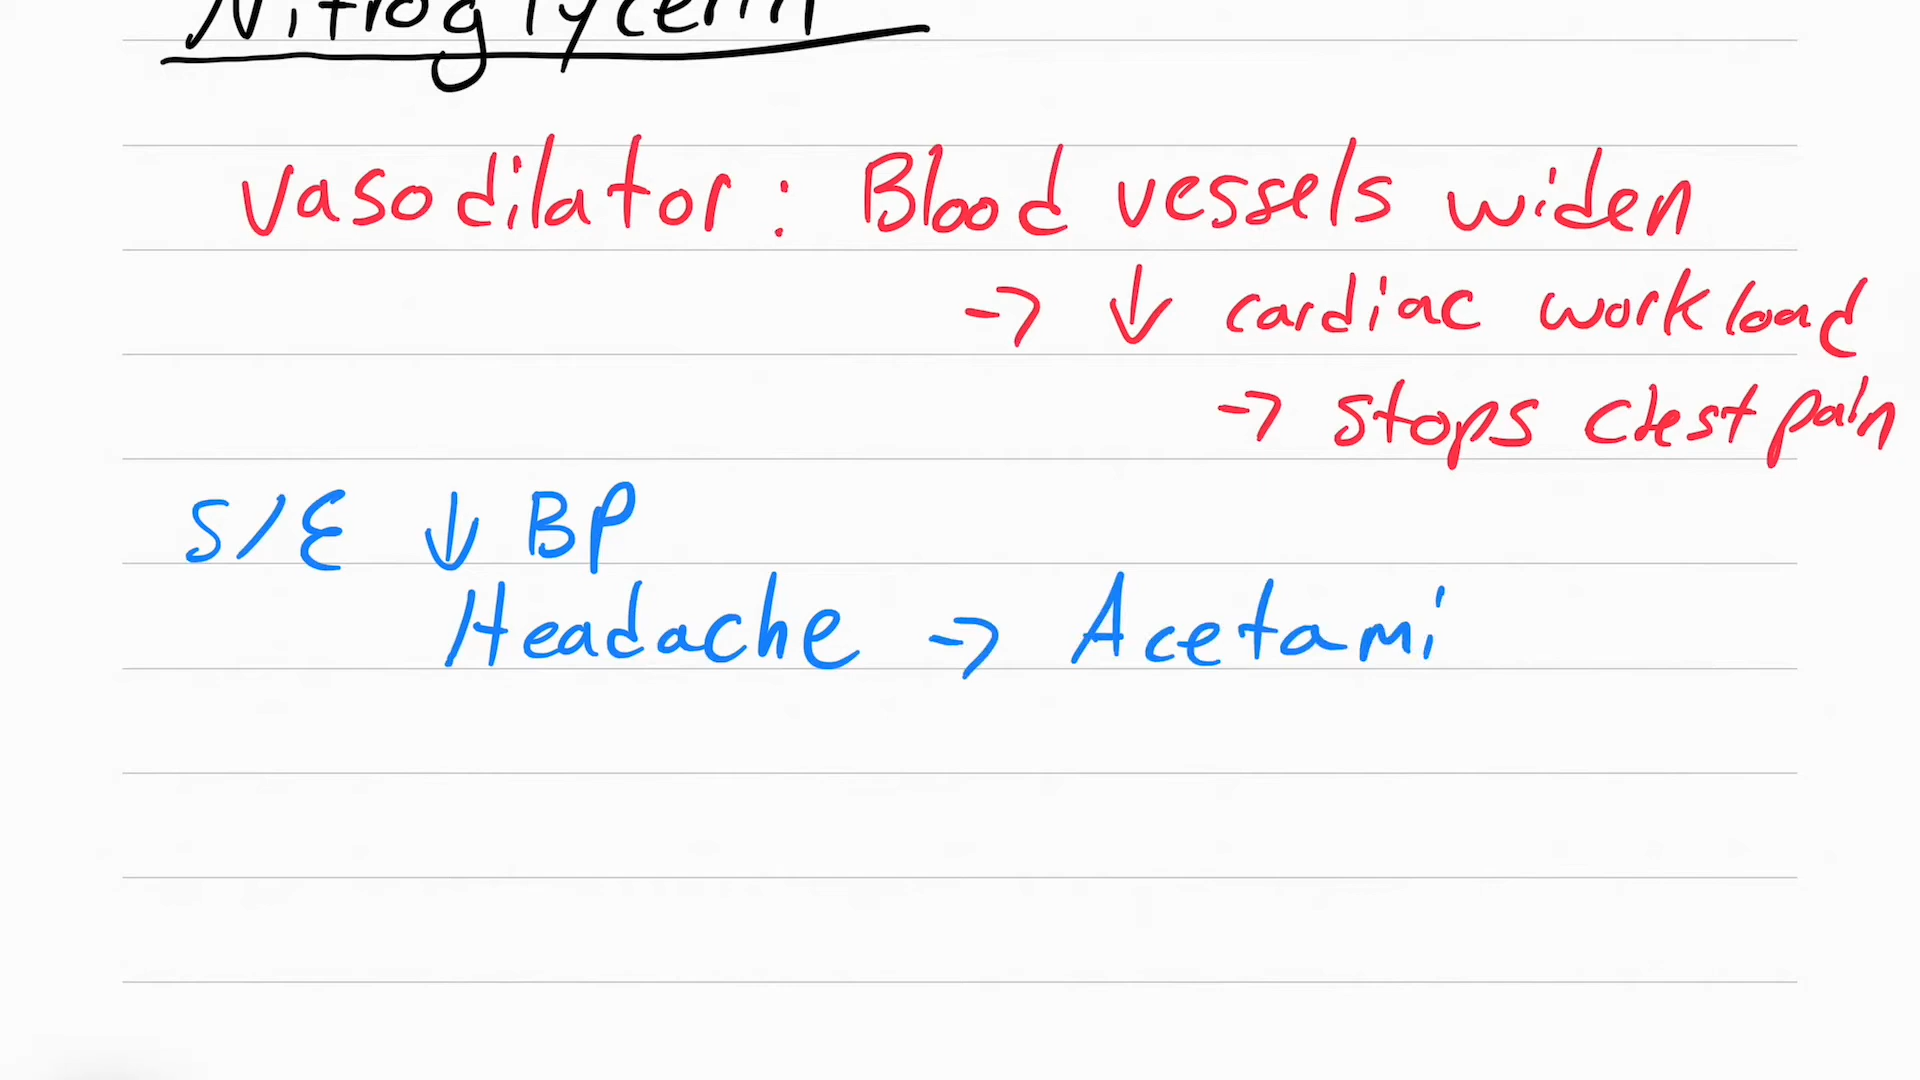 Nitroglycerin
Vasodilator: Blood vessels widen
→ ↓ cardiac workload
→ stops chest pain
S/E ↓ BP
Headache → Acetami